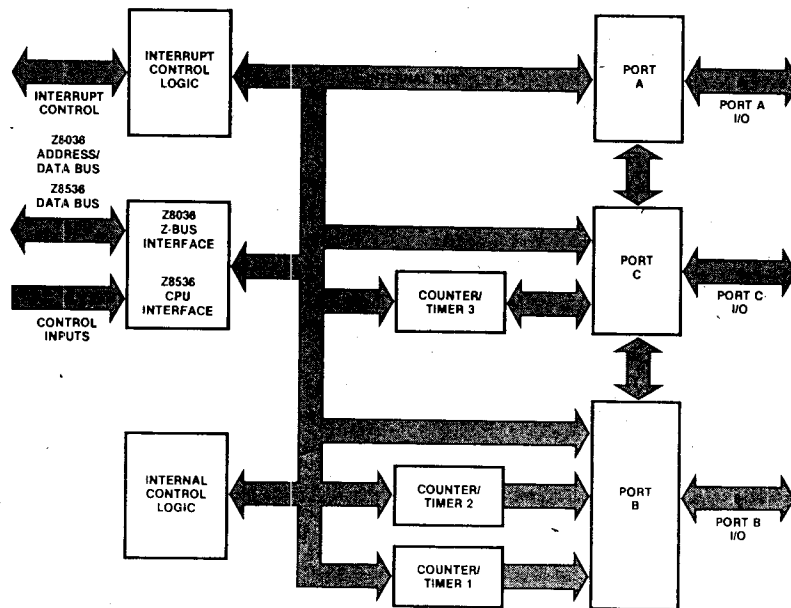 INTERRUPT
CONTROL
LOGIC
INTERRUPT
CONTROL
INTERNAL BUS
PORT
A
PORT A
I/O
Z8036
ADDRESS/
DATA BUS
Z8536
DATA BUS
Z8036
Z-BUS
INTERFACE
Z8536
CPU
INTERFACE
CONTROL
INPUTS
PORT
C
PORT C
I/O
COUNTER/
TIMER 3
INTERNAL
CONTROL
LOGIC
COUNTER/
TIMER 2
COUNTER/
TIMER 1
PORT
B
PORT B
I/O